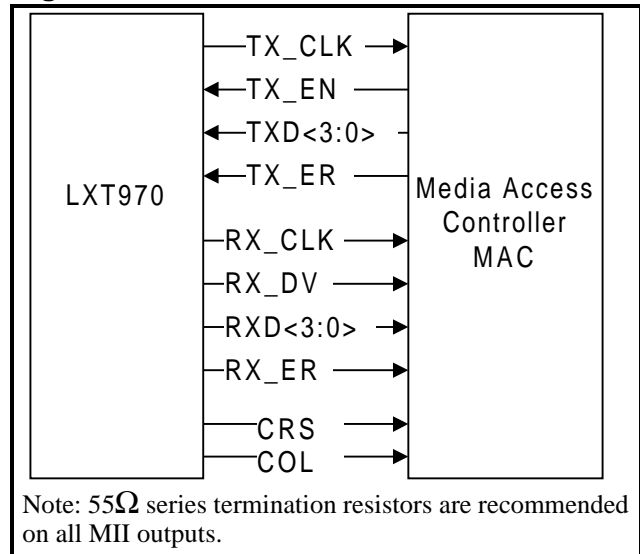 TX_CLK
TX_EN
TXD<3:0>
TX_ER
LXT970
Media Access
Controller
MAC
RX_CLK
RX_DV
RXD<3:0>
RX_ER
CRS
COL
Note: 55Ω series termination resistors are recommended
on all MII outputs.